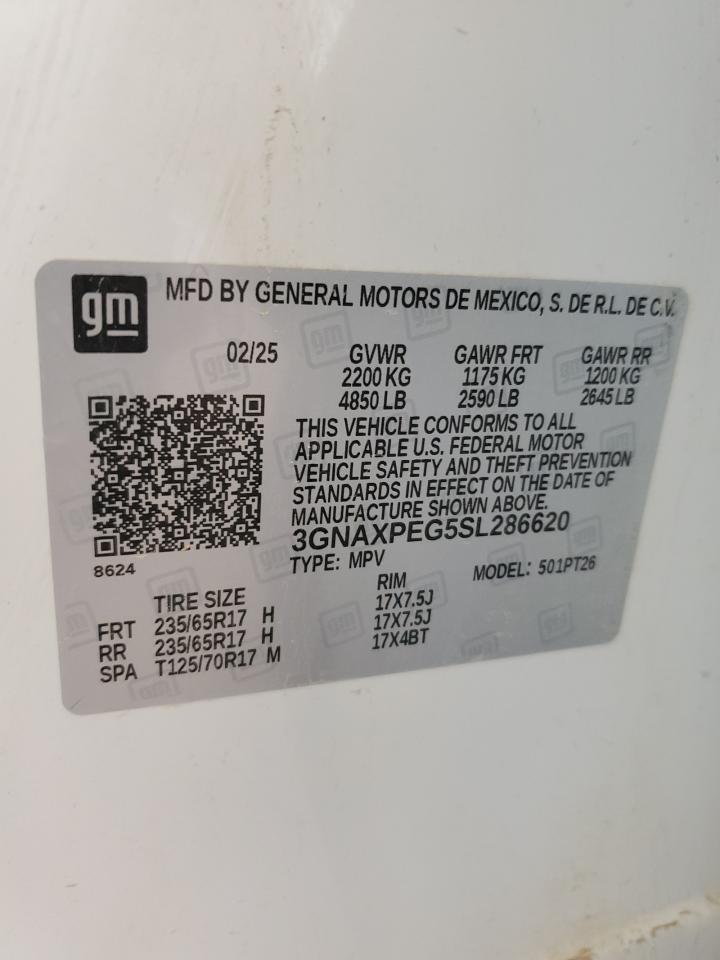 gm MFD BY GENERAL MOTORS DE MEXICO, S. DE R.L. DE C.V.
02/25 GVWR GAWR FRT GAWR RR
2200 KG 1175 KG 1200 KG
4850 LB 2590 LB 2645 LB
THIS VEHICLE CONFORMS TO ALL
APPLICABLE U.S. FEDERAL MOTOR
VEHICLE SAFETY AND THEFT PREVENTION
STANDARDS IN EFFECT ON THE DATE OF
MANUFACTURE SHOWN ABOVE.
3GNAXPEG5SL286620
8624 TYPE: MPV MODEL: 501PT26
TIRE SIZE RIM
FRT 235/65R17 H 17X7.5J
RR 235/65R17 H 17X7.5J
SPA T125/70R17 M 17X4BT